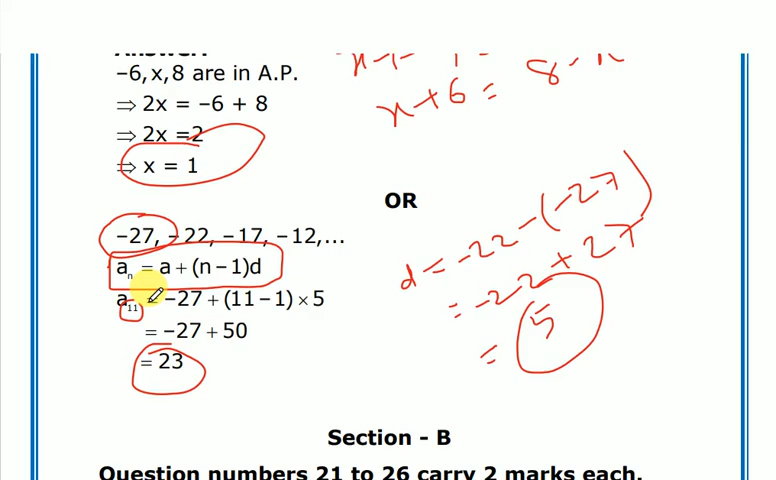 Answer:
−6, x, 8 are in A.P.
⇒ 2x = −6 + 8
⇒ 2x = 2
⇒ x = 1
x + 6 = 8 - x
OR
−27, −22, −17, −12,...
aₙ = a + (n − 1)d
a₁₁ = −27 + (11 − 1) × 5
= −27 + 50
= 23
d = -22 - (-27)
= -22 + 27
= 5
Section - B
Question numbers 21 to 26 carry 2 marks each.